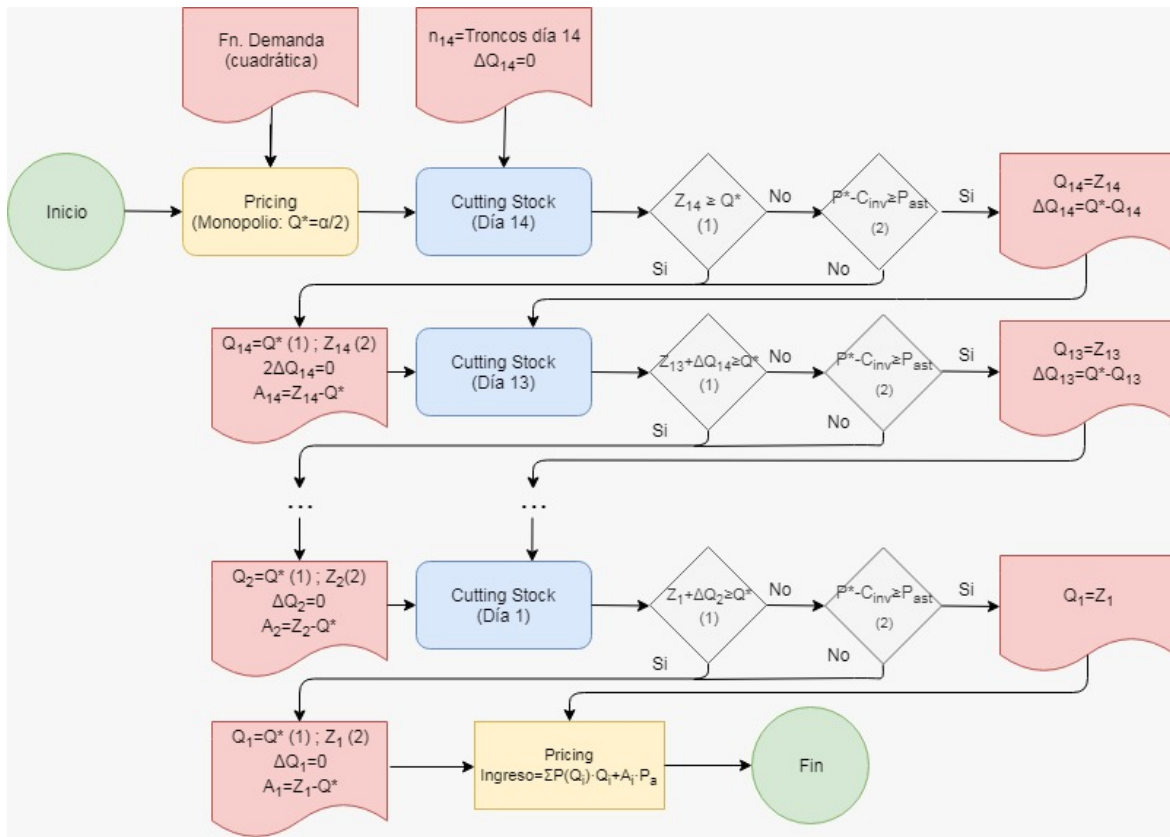 Fn. Demanda
(cuadrática)
n₁₄=Troncos día 14
ΔQ₁₄=0
Inicio
Pricing
(Monopolio: Q*=α/2)
Cutting Stock
(Día 14)
Z₁₄ ≥ Q*
(1)
No
P*-Cᵢₙᵥ≥Pₐₛₜ
(2)
Si
Q₁₄=Z₁₄
ΔQ₁₄=Q*-Q₁₄
Si
No
Q₁₄=Q* (1) ; Z₁₄ (2)
2ΔQ₁₄=0
A₁₄=Z₁₄-Q*
Cutting Stock
(Día 13)
Z₁₃+ΔQ₁₄≥Q*
(1)
No
P*-Cᵢₙᵥ≥Pₐₛₜ
(2)
Si
Q₁₃=Z₁₃
ΔQ₁₃=Q*-Q₁₃
Si
No
...
...
Q₂=Q* (1) ; Z₂(2)
ΔQ₂=0
A₂=Z₂-Q*
Cutting Stock
(Día 1)
Z₁+ΔQ₂≥Q*
(1)
No
P*-Cᵢₙᵥ≥Pₐₛₜ
(2)
Si
Q₁=Z₁
Si
No
Q₁=Q* (1) ; Z₁ (2)
ΔQ₁=0
A₁=Z₁-Q*
Pricing
Ingreso=ΣP(Qᵢ)·Qᵢ+Aᵢ·Pₐ
Fin